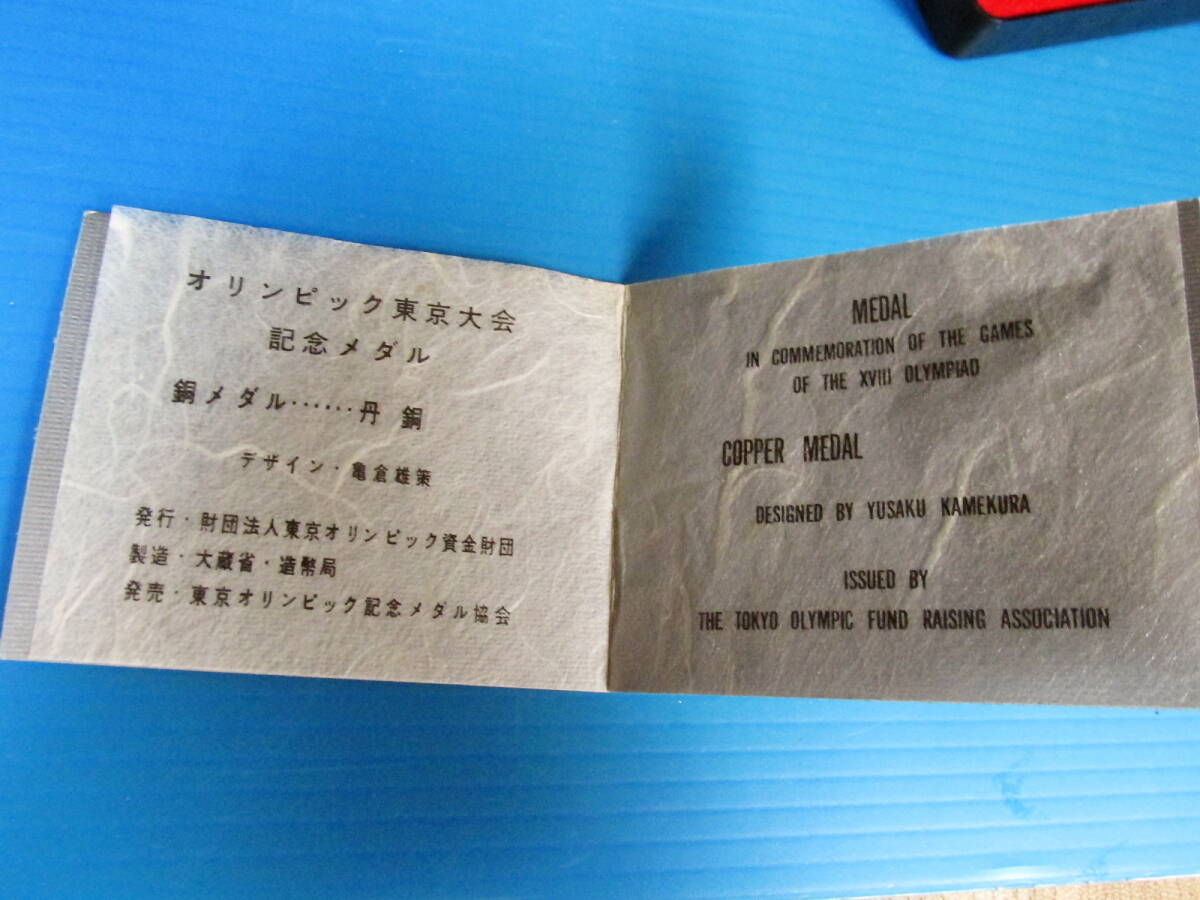 オリンピック東京大会
記念メダル
銅メダル……丹銅
デザイン・亀倉雄策
発行・財団法人東京オリンピック資金財団
製造・大蔵省・造幣局
発売・東京オリンピック記念メダル協会
MEDAL
IN COMMEMORATION OF THE GAMES
OF THE XVIII OLYMPIAD
COPPER MEDAL
DESIGNED BY YUSAKU KAMEKURA
ISSUED BY
THE TOKYO OLYMPIC FUND RAISING ASSOCIATION